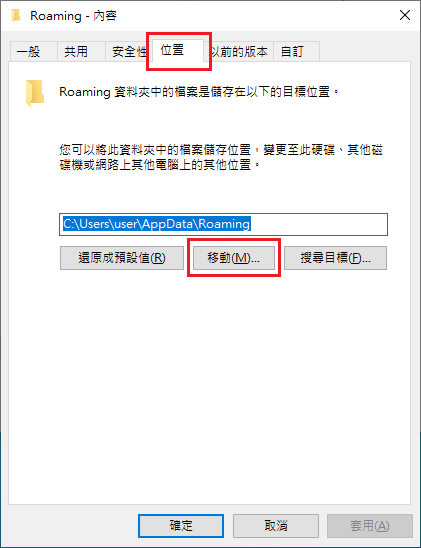 Roaming - 內容
一般
共用
安全性
位置
以前的版本
自訂
Roaming 資料夾中的檔案是儲存在以下的目標位置。
您可以將此資料夾中的檔案儲存位置，變更至此硬碟、其他磁
碟機或網路上其他電腦上的其他位置。
C:\Users\user\AppData\Roaming
還原成預設值(R)
移動(M)...
搜尋目標(F)...
確定
取消
套用(A)